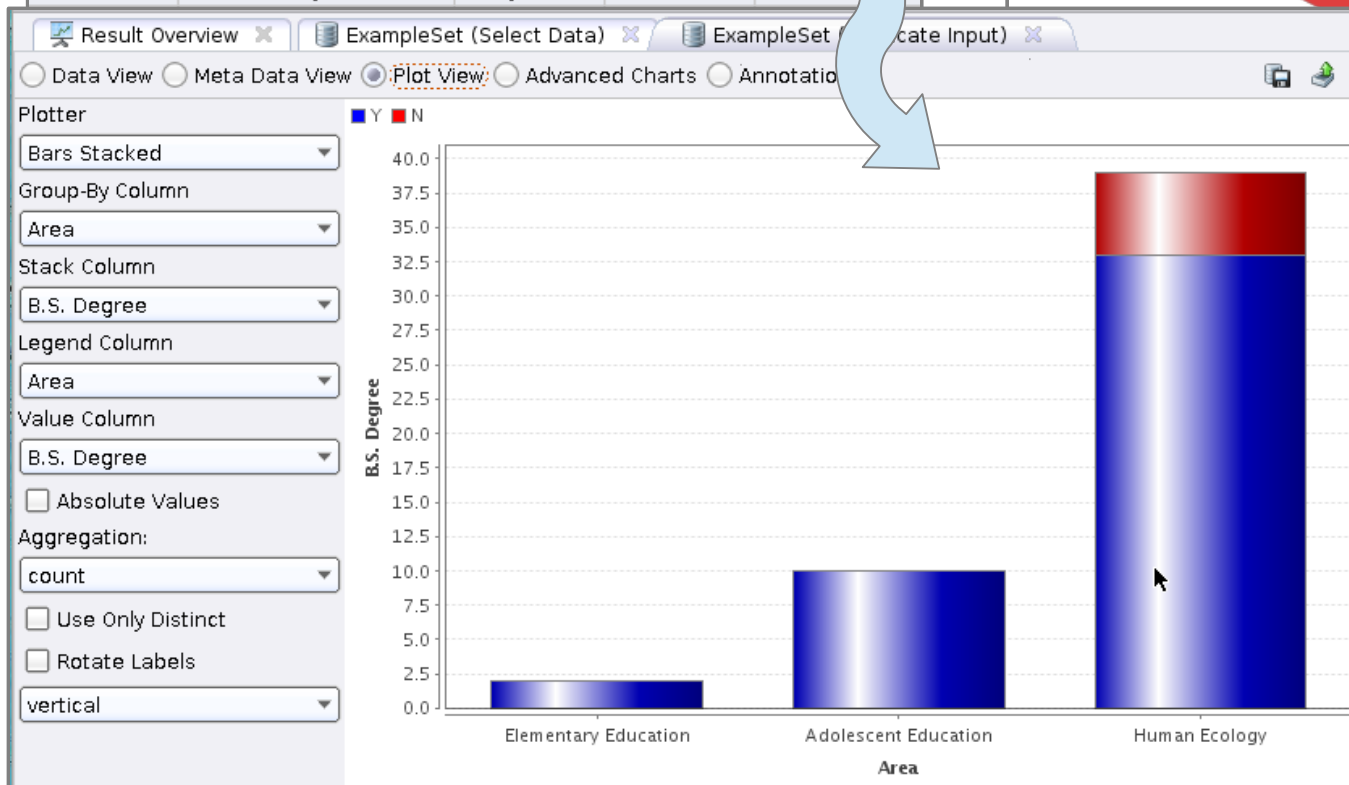 Result Overview ExampleSet (Select Data) ExampleSet ( cate Input)
Data View Meta Data View Plot View Advanced Charts Annotatio
Plotter
Bars Stacked
Group-By Column
Area
Stack Column
B.S. Degree
Legend Column
Area
Value Column
B.S. Degree
Absolute Values
Aggregation:
count
Use Only Distinct
Rotate Labels
vertical
Y N
40.0
37.5
35.0
32.5
30.0
27.5
25.0
22.5
20.0
17.5
15.0
12.5
10.0
7.5
5.0
2.5
0.0
B.S. Degree
Elementary Education Adolescent Education Human Ecology
Area